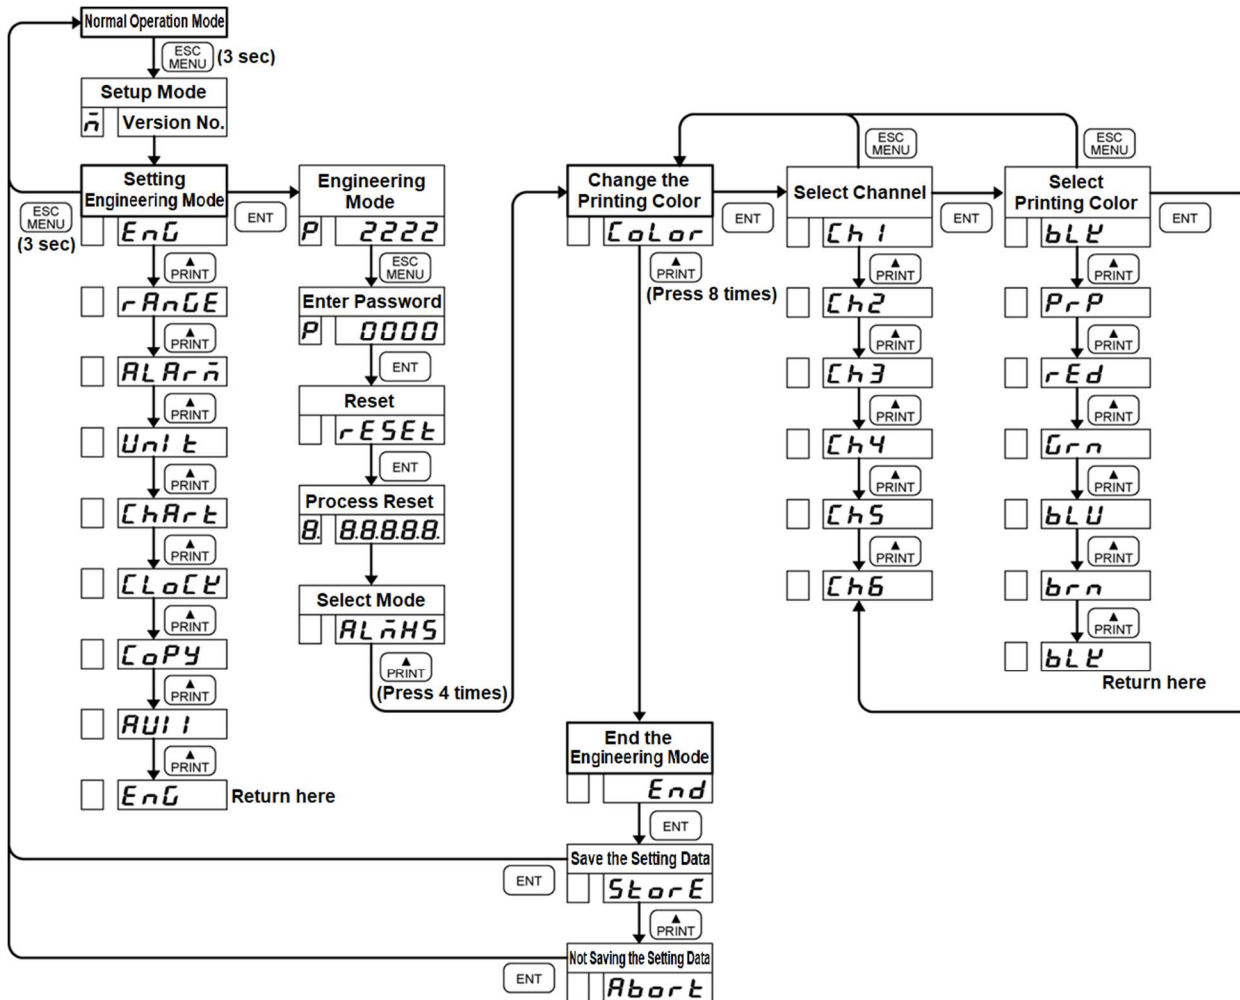 Normal Operation Mode
ESC
MENU
(3 sec)
Setup Mode
n̄
Version No.
Setting
Engineering Mode
EnG
ESC
MENU
(3 sec)
ENT
▲
PRINT
rAnGE
▲
PRINT
ALArn̄
▲
PRINT
UnIt
▲
PRINT
ChArt
▲
PRINT
CLoCK
▲
PRINT
CoPY
▲
PRINT
AUI 1
▲
PRINT
EnG
Return here
Engineering
Mode
P 2222
ESC
MENU
Enter Password
P 0000
ENT
Reset
rESEt
ENT
Process Reset
8. 8.8.8.8.8.
Select Mode
ALn̄HS
▲
PRINT
(Press 4 times)
Change the
Printing Color
CoLor
ENT
▲
PRINT
(Press 8 times)
ESC
MENU
Select Channel
Ch1
ENT
▲
PRINT
Ch2
▲
PRINT
Ch3
▲
PRINT
Ch4
▲
PRINT
Ch5
▲
PRINT
Ch6
ESC
MENU
Select
Printing Color
bLK
ENT
▲
PRINT
PrP
▲
PRINT
rEd
▲
PRINT
Grn
▲
PRINT
bLU
▲
PRINT
brn
▲
PRINT
bLK
Return here
End the
Engineering Mode
End
ENT
Save the Setting Data
StorE
ENT
▲
PRINT
Not Saving the Setting Data
Abort
ENT